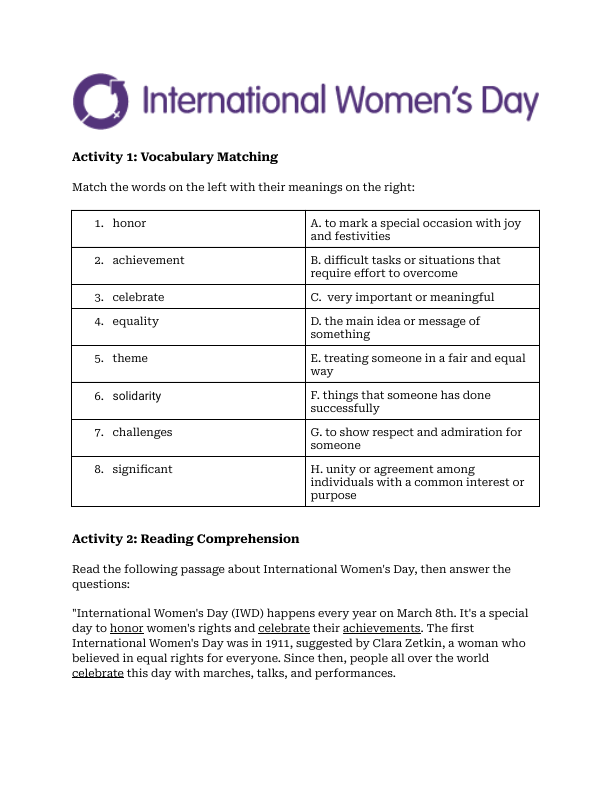 International Women's Day
Activity 1: Vocabulary Matching
Match the words on the left with their meanings on the right:
1. honor
A. to mark a special occasion with joy
and festivities
2. achievement
B. difficult tasks or situations that
require effort to overcome
3. celebrate
C. very important or meaningful
4. equality
D. the main idea or message of
something
5. theme
E. treating someone in a fair and equal
way
6. solidarity
F. things that someone has done
successfully
7. challenges
G. to show respect and admiration for
someone
8. significant
H. unity or agreement among
individuals with a common interest or
purpose
Activity 2: Reading Comprehension
Read the following passage about International Women's Day, then answer the
questions:
"International Women's Day (IWD) happens every year on March 8th. It's a special
day to honor women's rights and celebrate their achievements. The first
International Women's Day was in 1911, suggested by Clara Zetkin, a woman who
believed in equal rights for everyone. Since then, people all over the world
celebrate this day with marches, talks, and performances.